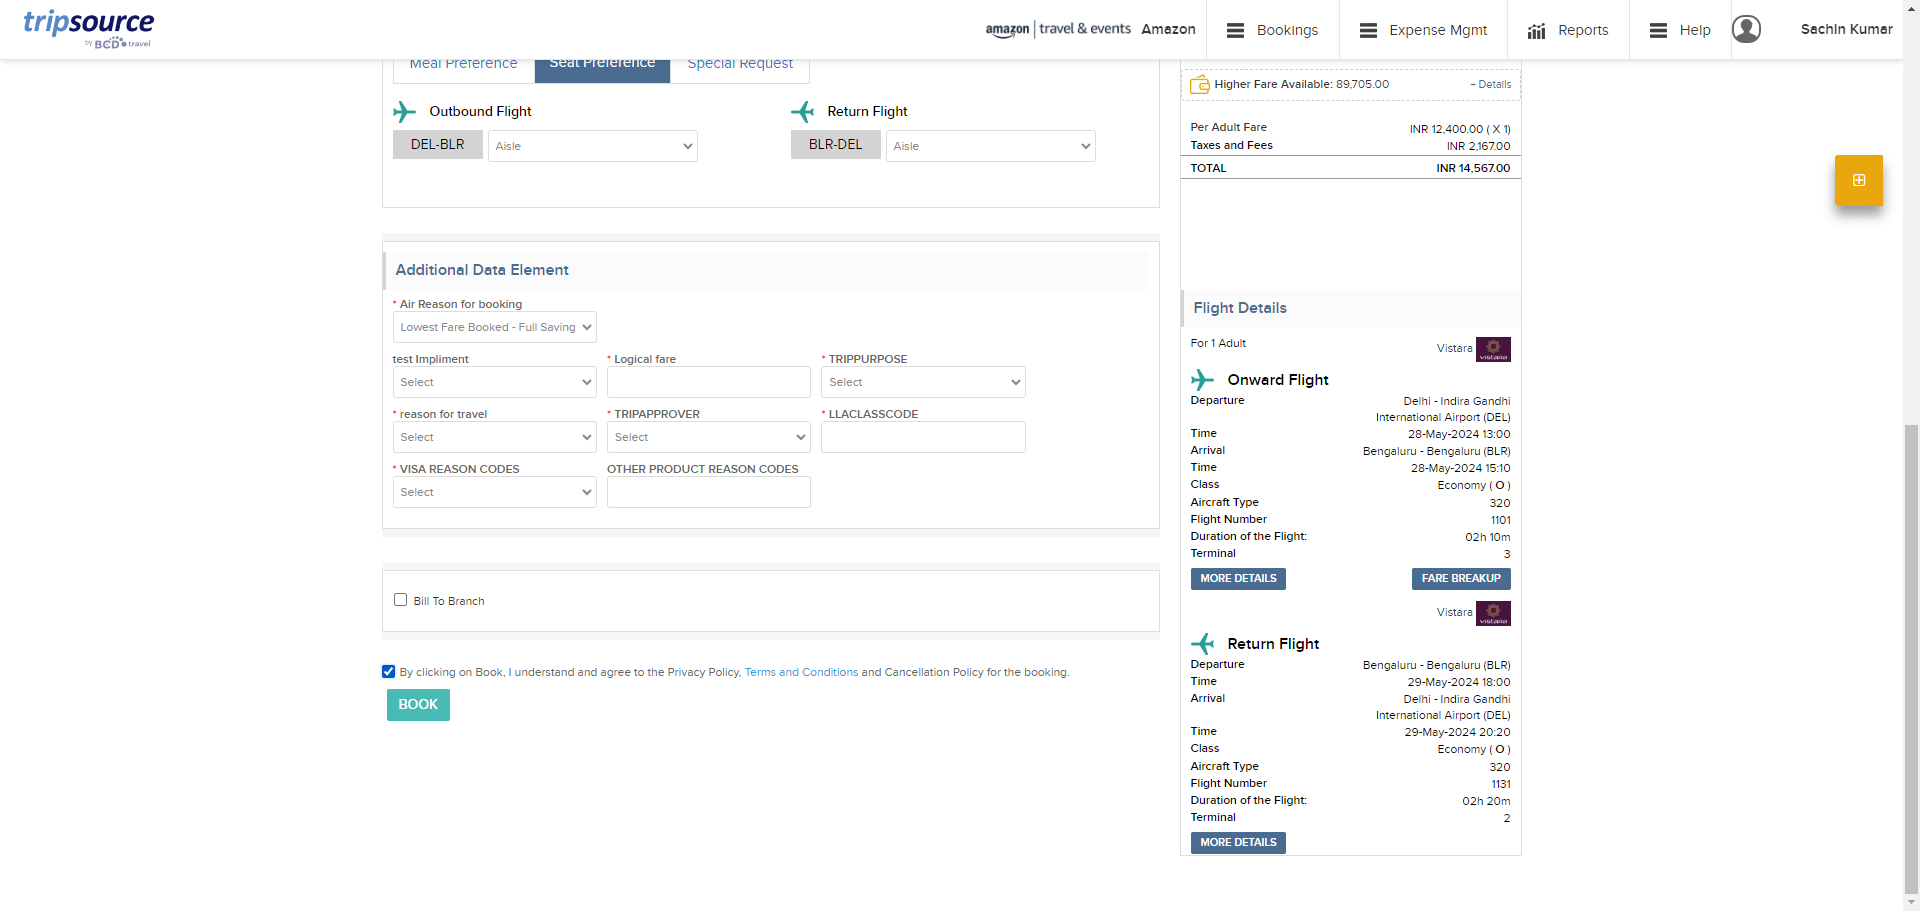 tripsource
by BCD travel
amazon travel & events Amazon
Bookings
Expense Mgmt
Reports
Help
Sachin Kumar
Meal Preference
Seat Preference
Special Request
Outbound Flight
Return Flight
DEL-BLR Aisle
BLR-DEL Aisle
Additional Data Element
* Air Reason for booking
Lowest Fare Booked - Full Saving
test Impliment
* Logical fare
* TRIPPURPOSE
Select
Select
* reason for travel
* TRIPAPPROVER
* LLACLASSCODE
Select
Select
* VISA REASON CODES
OTHER PRODUCT REASON CODES
Select
Bill To Branch
By clicking on Book, I understand and agree to the Privacy Policy, Terms and Conditions and Cancellation Policy for the booking.
BOOK
Higher Fare Available: 89,705.00 + Details
Per Adult Fare INR 12,400.00 ( X 1)
Taxes and Fees INR 2,167.00
TOTAL INR 14,567.00
Flight Details
For 1 Adult Vistara
VISTARA
Onward Flight
Departure Delhi - Indira Gandhi
International Airport (DEL)
Time 28-May-2024 13:00
Arrival Bengaluru - Bengaluru (BLR)
Time 28-May-2024 15:10
Class Economy ( O )
Aircraft Type 320
Flight Number 1101
Duration of the Flight: 02h 10m
Terminal 3
MORE DETAILS FARE BREAKUP
Vistara
VISTARA
Return Flight
Departure Bengaluru - Bengaluru (BLR)
Time 29-May-2024 18:00
Arrival Delhi - Indira Gandhi
International Airport (DEL)
Time 29-May-2024 20:20
Class Economy ( O )
Aircraft Type 320
Flight Number 1131
Duration of the Flight: 02h 20m
Terminal 2
MORE DETAILS